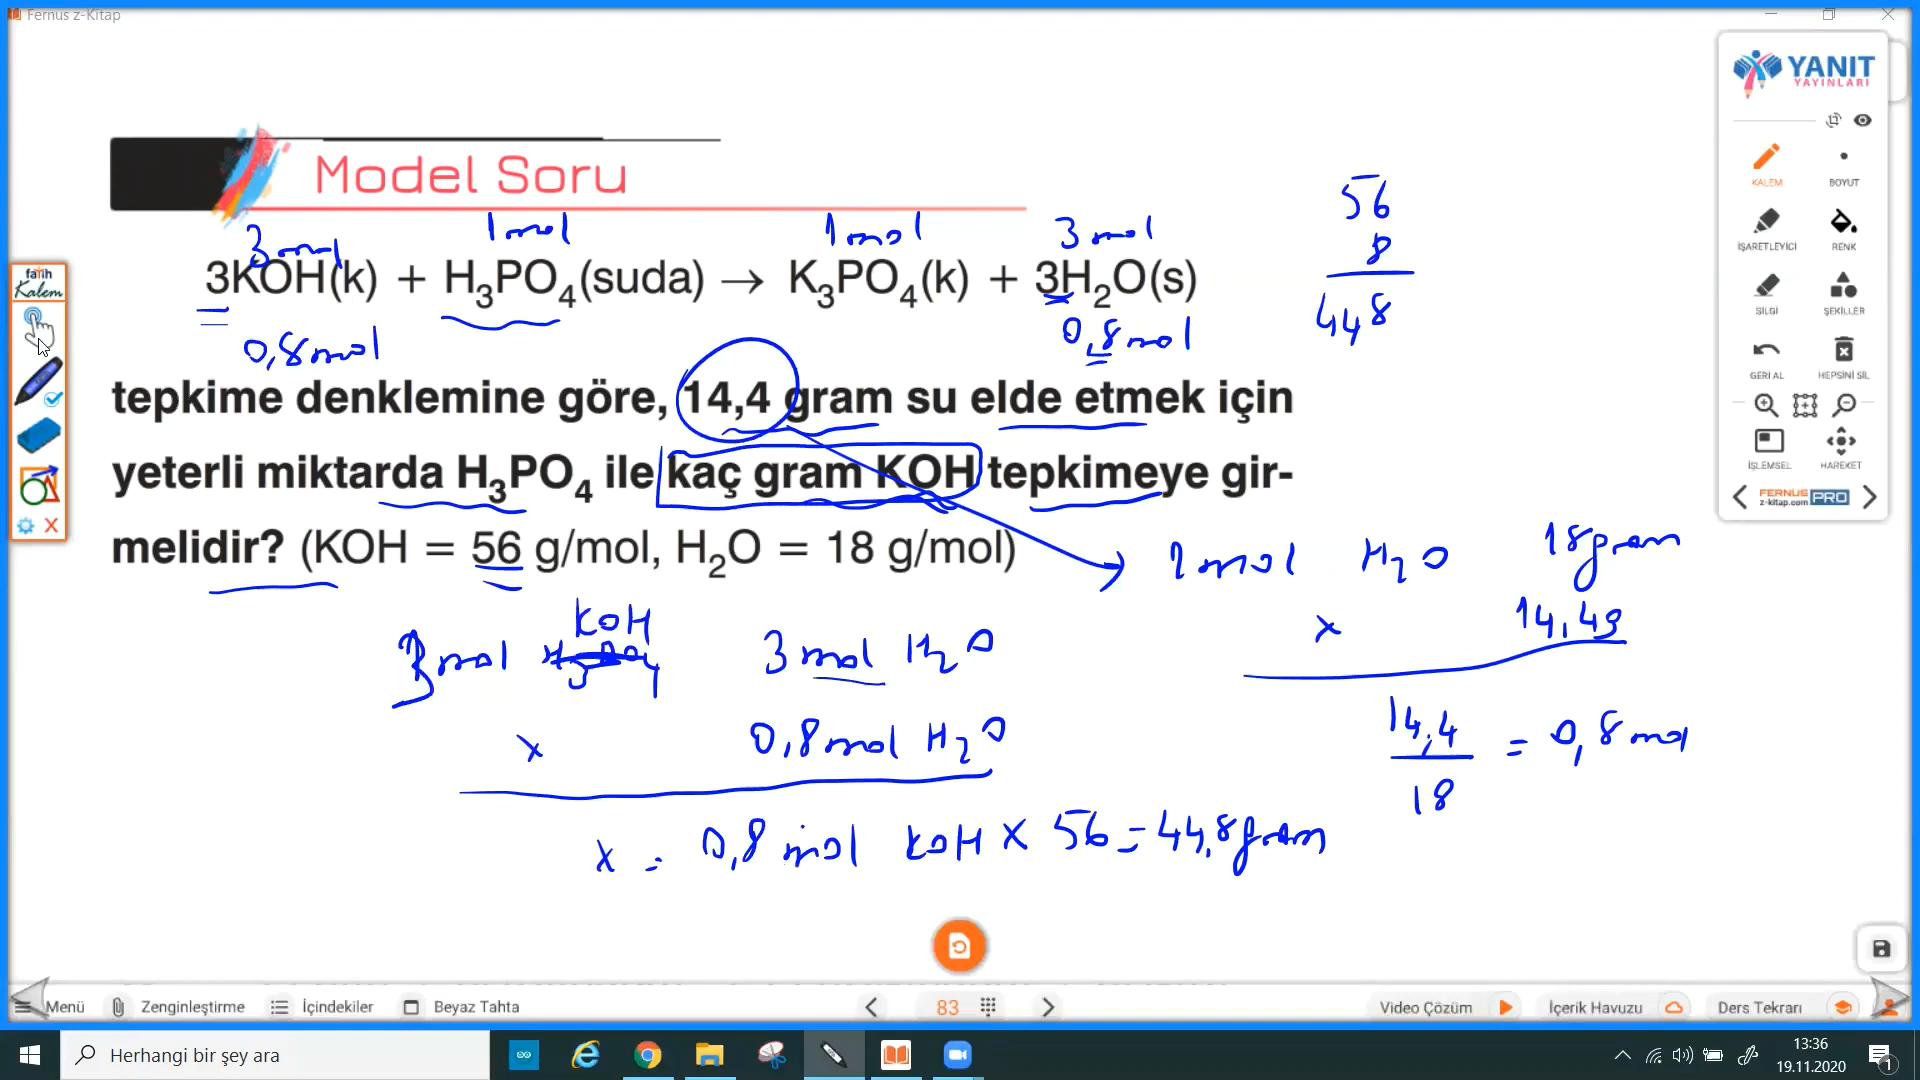 Fernus z-Kitap
YANIT
YAYINLARI
Model Soru
3mol 1mol 1mol 3mol
3KOH(k) + H₃PO₄(suda) → K₃PO₄(k) + 3H₂O(s)
0,8mol 0,8mol
56
8
448
tepkime denklemine göre, 14,4 gram su elde etmek için
yeterli miktarda H₃PO₄ ile kaç gram KOH tepkimeye gir-
melidir? (KOH = 56 g/mol, H₂O = 18 g/mol)
1mol H₂O 18gram
x 14,4g
14,4
18
= 0,8mol
KOH
3mol 3mol H₂O
x 0,8mol H₂O
x = 0,8mol KOH x 56 = 44,8gram
fatih
Kalem
KALEM BOYUT
İŞARETLEYİCİ RENK
SİLGİ ŞEKİLLER
GERİ AL HEPSİNİ SİL
İŞLEMSEL HAREKET
FERNUS PRO
z-kitap.com
Menü Zenginleştirme İçindekiler Beyaz Tahta 83 Video Çözüm İçerik Havuzu Ders Tekrarı
Herhangi bir şey ara
13:36
19.11.2020
1